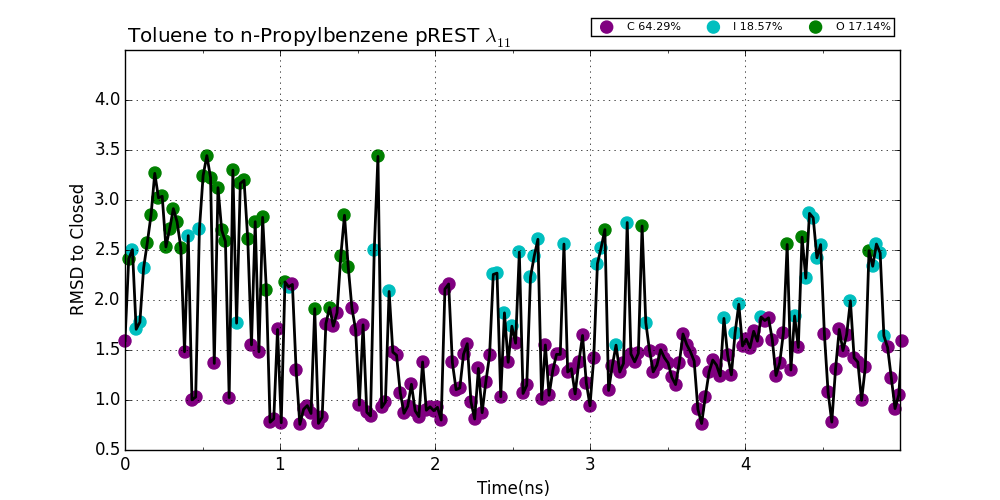 Toluene to n-Propylbenzene pREST λ11
C 64.29% I 18.57% O 17.14%
RMSD to Closed
4.0
3.5
3.0
2.5
2.0
1.5
1.0
0.5
0 1 2 3 4
Time(ns)